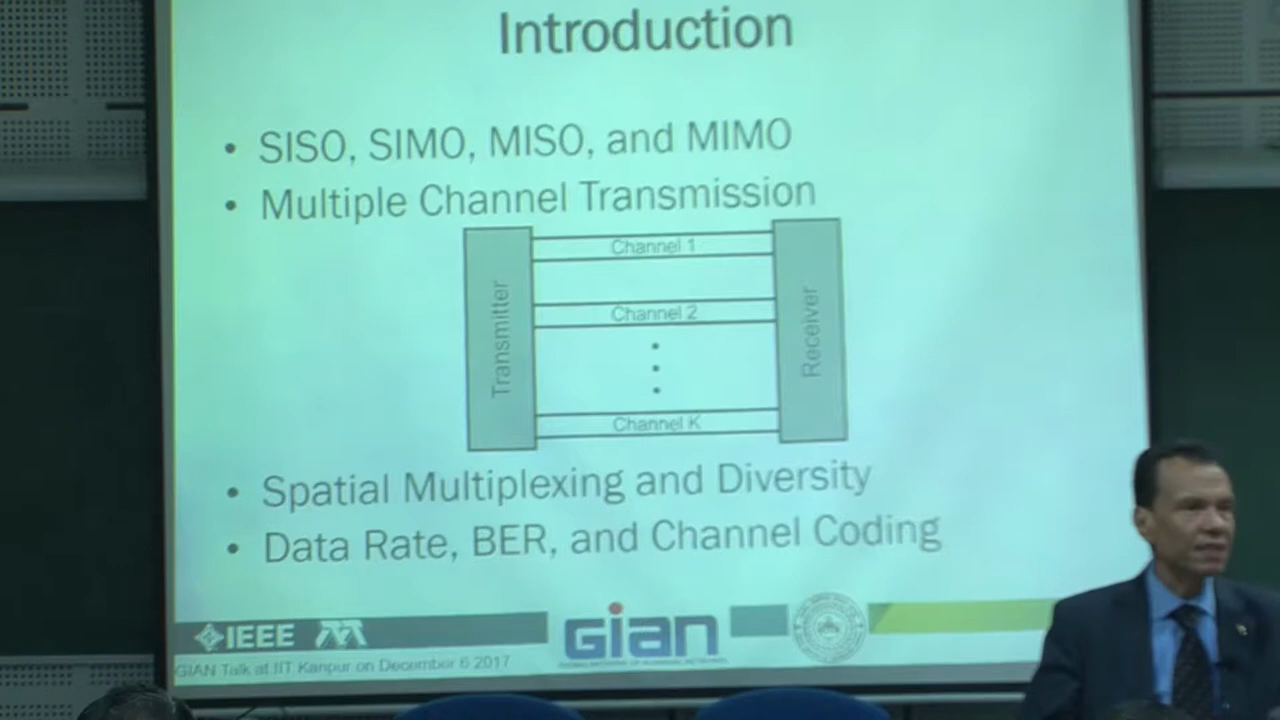 Introduction
• SISO, SIMO, MISO, and MIMO
• Multiple Channel Transmission
Channel 1
Channel 2
Channel K
Transmitter
Receiver
• Spatial Multiplexing and Diversity
• Data Rate, BER, and Channel Coding
IEEE
Gian
GIAN Talk at IIT Kanpur on December 6 2017